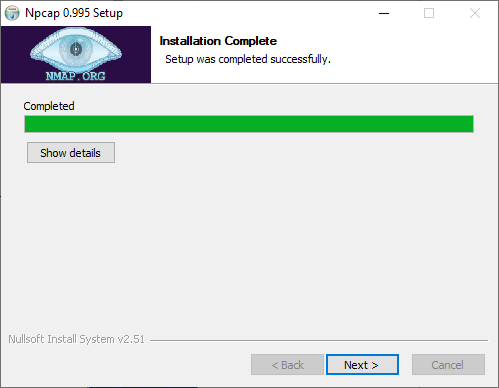 Npcap 0.995 Setup
NMAP.ORG
Installation Complete
Setup was completed successfully.
Completed
Show details
Nullsoft Install System v2.51
< Back
Next >
Cancel